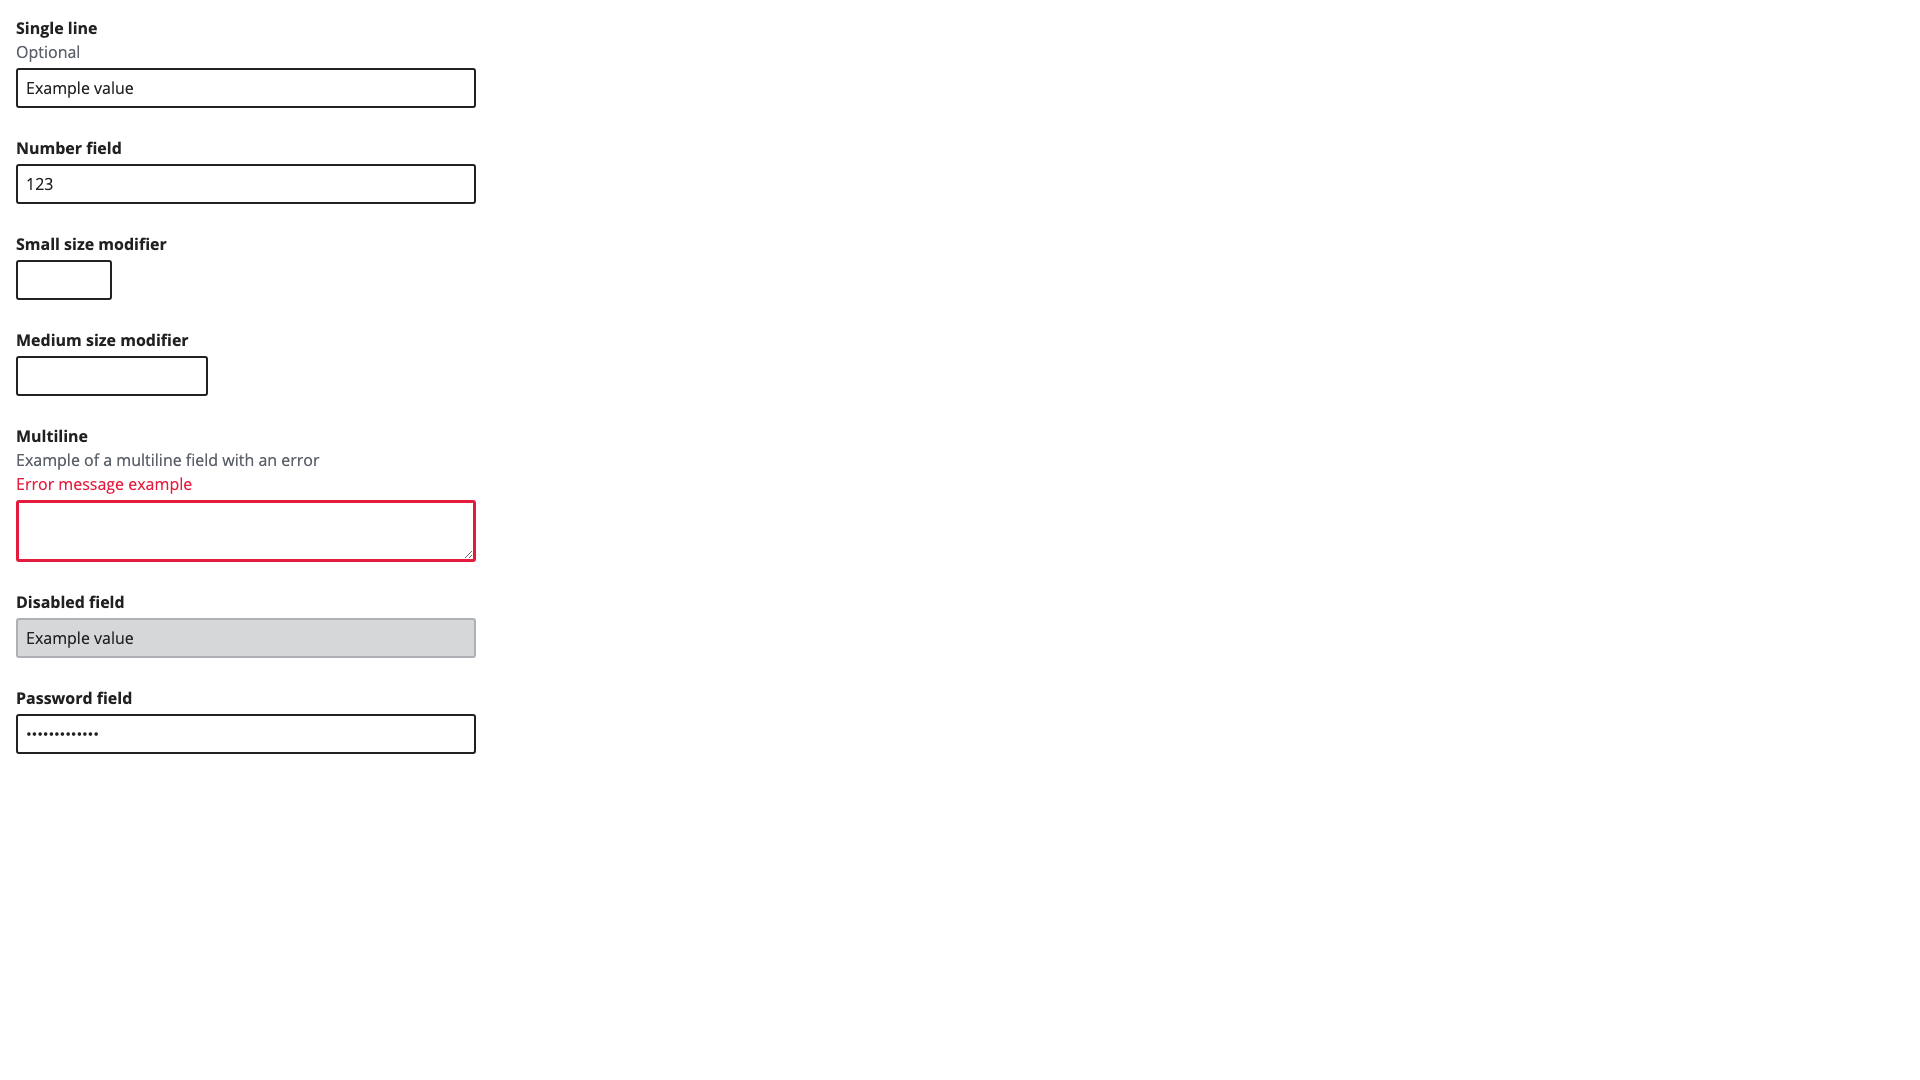 Single line
Optional
Example value
Number field
123
Small size modifier
Medium size modifier
Multiline
Example of a multiline field with an error
Error message example
Disabled field
Example value
Password field
•••••••••••••